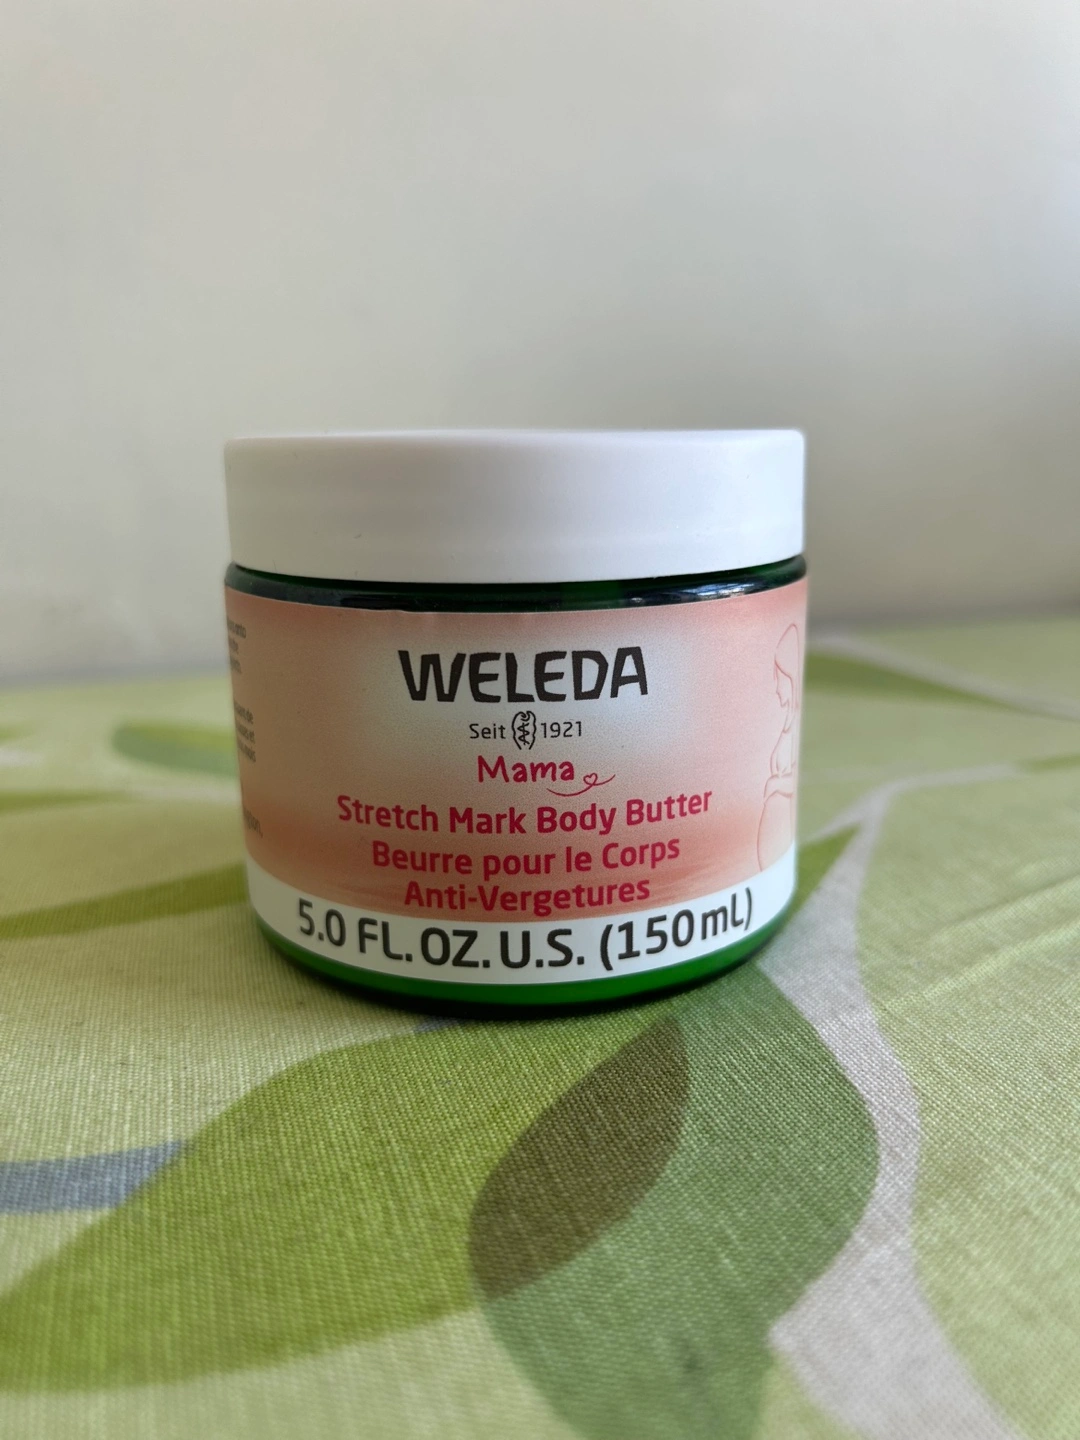 WELEDA
Seit 1921
Mama
Stretch Mark Body Butter
Beurre pour le Corps
Anti-Vergetures
5.0 FL. OZ. U.S. (150 mL)